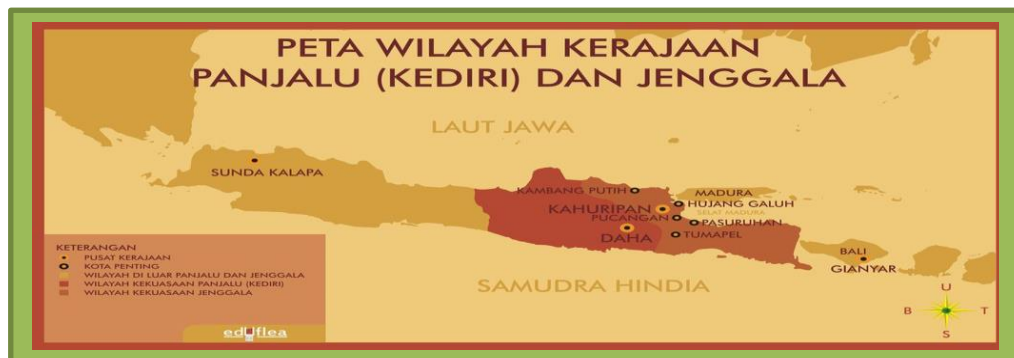 PETA WILAYAH KERAJAAN
PANJALU (KEDIRI) DAN JENGGALA
LAUT JAWA
SUNDA KALAPA
KAMBANG PUTIH
MADURA
HUJANG GALUH
KAHURIPAN
SELAT MADURA
PUCANGAN
PASURUHAN
DAHA
TUMAPEL
BALI
GIANYAR
KETERANGAN
PUSAT KERAJAAN
KOTA PENTING
WILAYAH DI LUAR PANJALU DAN JENGGALA
WILAYAH KEKUASAAN PANJALU (KEDIRI)
WILAYAH KEKUASAAN JENGGALA
SAMUDRA HINDIA
U
B T
S
eduflea